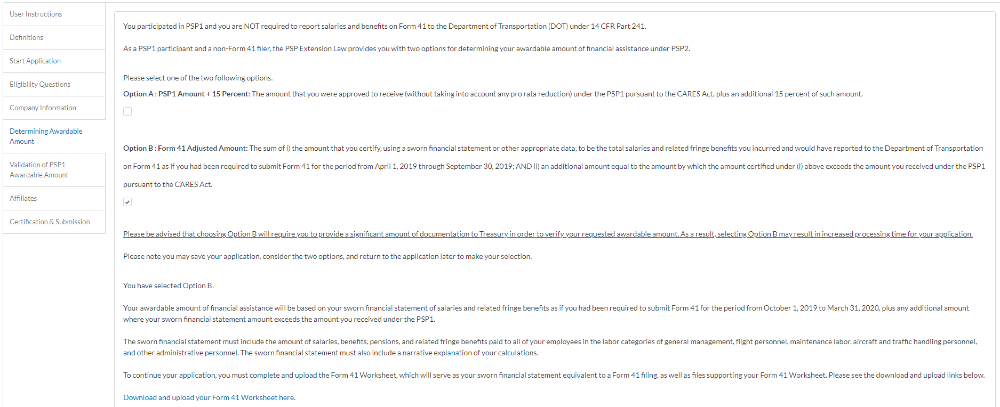 User Instructions
Definitions
Start Application
Eligibility Questions
Company Information
Determining Awardable
Amount
Validation of PSP1
Awardable Amount
Affiliates
Certification & Submission
You participated in PSP1 and you are NOT required to report salaries and benefits on Form 41 to the Department of Transportation (DOT) under 14 CFR Part 241.
As a PSP1 participant and a non-Form 41 filer, the PSP Extension Law provides you with two options for determining your awardable amount of financial assistance under PSP2.
Please select one of the two following options.
Option A : PSP1 Amount + 15 Percent: The amount that you were approved to receive (without taking into account any pro rata reduction) under the PSP1 pursuant to the CARES Act, plus an additional 15 percent of such amount.
Option B : Form 41 Adjusted Amount: The sum of i) the amount that you certify, using a sworn financial statement or other appropriate data, to be the total salaries and related fringe benefits you incurred and would have reported to the Department of Transportation
on Form 41 as if you had been required to submit Form 41 for the period from April 1, 2019 through September 30, 2019; AND ii) an additional amount equal to the amount by which the amount certified under (i) above exceeds the amount you received under the PSP1
pursuant to the CARES Act.
Please be advised that choosing Option B will require you to provide a significant amount of documentation to Treasury in order to verify your requested awardable amount. As a result, selecting Option B may result in increased processing time for your application.
Please note you may save your application, consider the two options, and return to the application later to make your selection.
You have selected Option B.
Your awardable amount of financial assistance will be based on your sworn financial statement of salaries and related fringe benefits as if you had been required to submit Form 41 for the period from October 1, 2019 to March 31, 2020, plus any additional amount
where your sworn financial statement amount exceeds the amount you received under the PSP1.
The sworn financial statement must include the amount of salaries, benefits, pensions, and related fringe benefits paid to all of your employees in the labor categories of general management, flight personnel, maintenance labor, aircraft and traffic handling personnel,
and other administrative personnel. The sworn financial statement must also include a narrative explanation of your calculations.
To continue your application, you must complete and upload the Form 41 Worksheet, which will serve as your sworn financial statement equivalent to a Form 41 filing, as well as files supporting your Form 41 Worksheet. Please see the download and upload links below.
Download and upload your Form 41 Worksheet here.